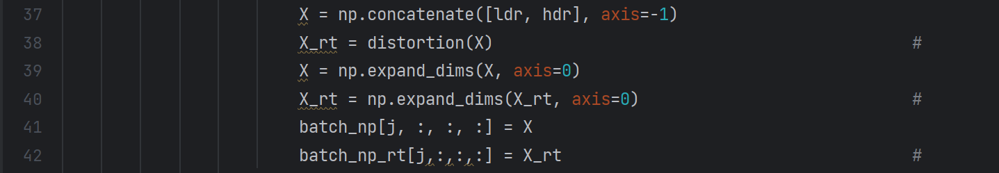 37 X = np.concatenate([ldr, hdr], axis=-1)
38 X_rt = distortion(X) #
39 X = np.expand_dims(X, axis=0)
40 X_rt = np.expand_dims(X_rt, axis=0) #
41 batch_np[j, :, :, :] = X
42 batch_np_rt[j,:,:,:] = X_rt #